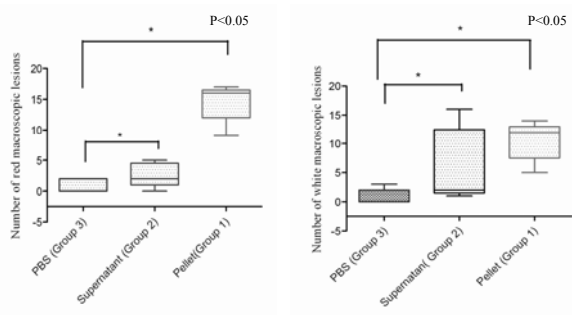 P<0.05
*
*
Number of red macroscopic lesions
20
15
10
5
0
-5
PBS (Group 3)
Supernatant (Group 2)
Pellet(Group 1)
P<0.05
*
*
Number of white macroscopic lesions
20
15
10
5
0
-5
PBS (Group 3)
Supernatant( Group 2)
Pellet (Group 1)